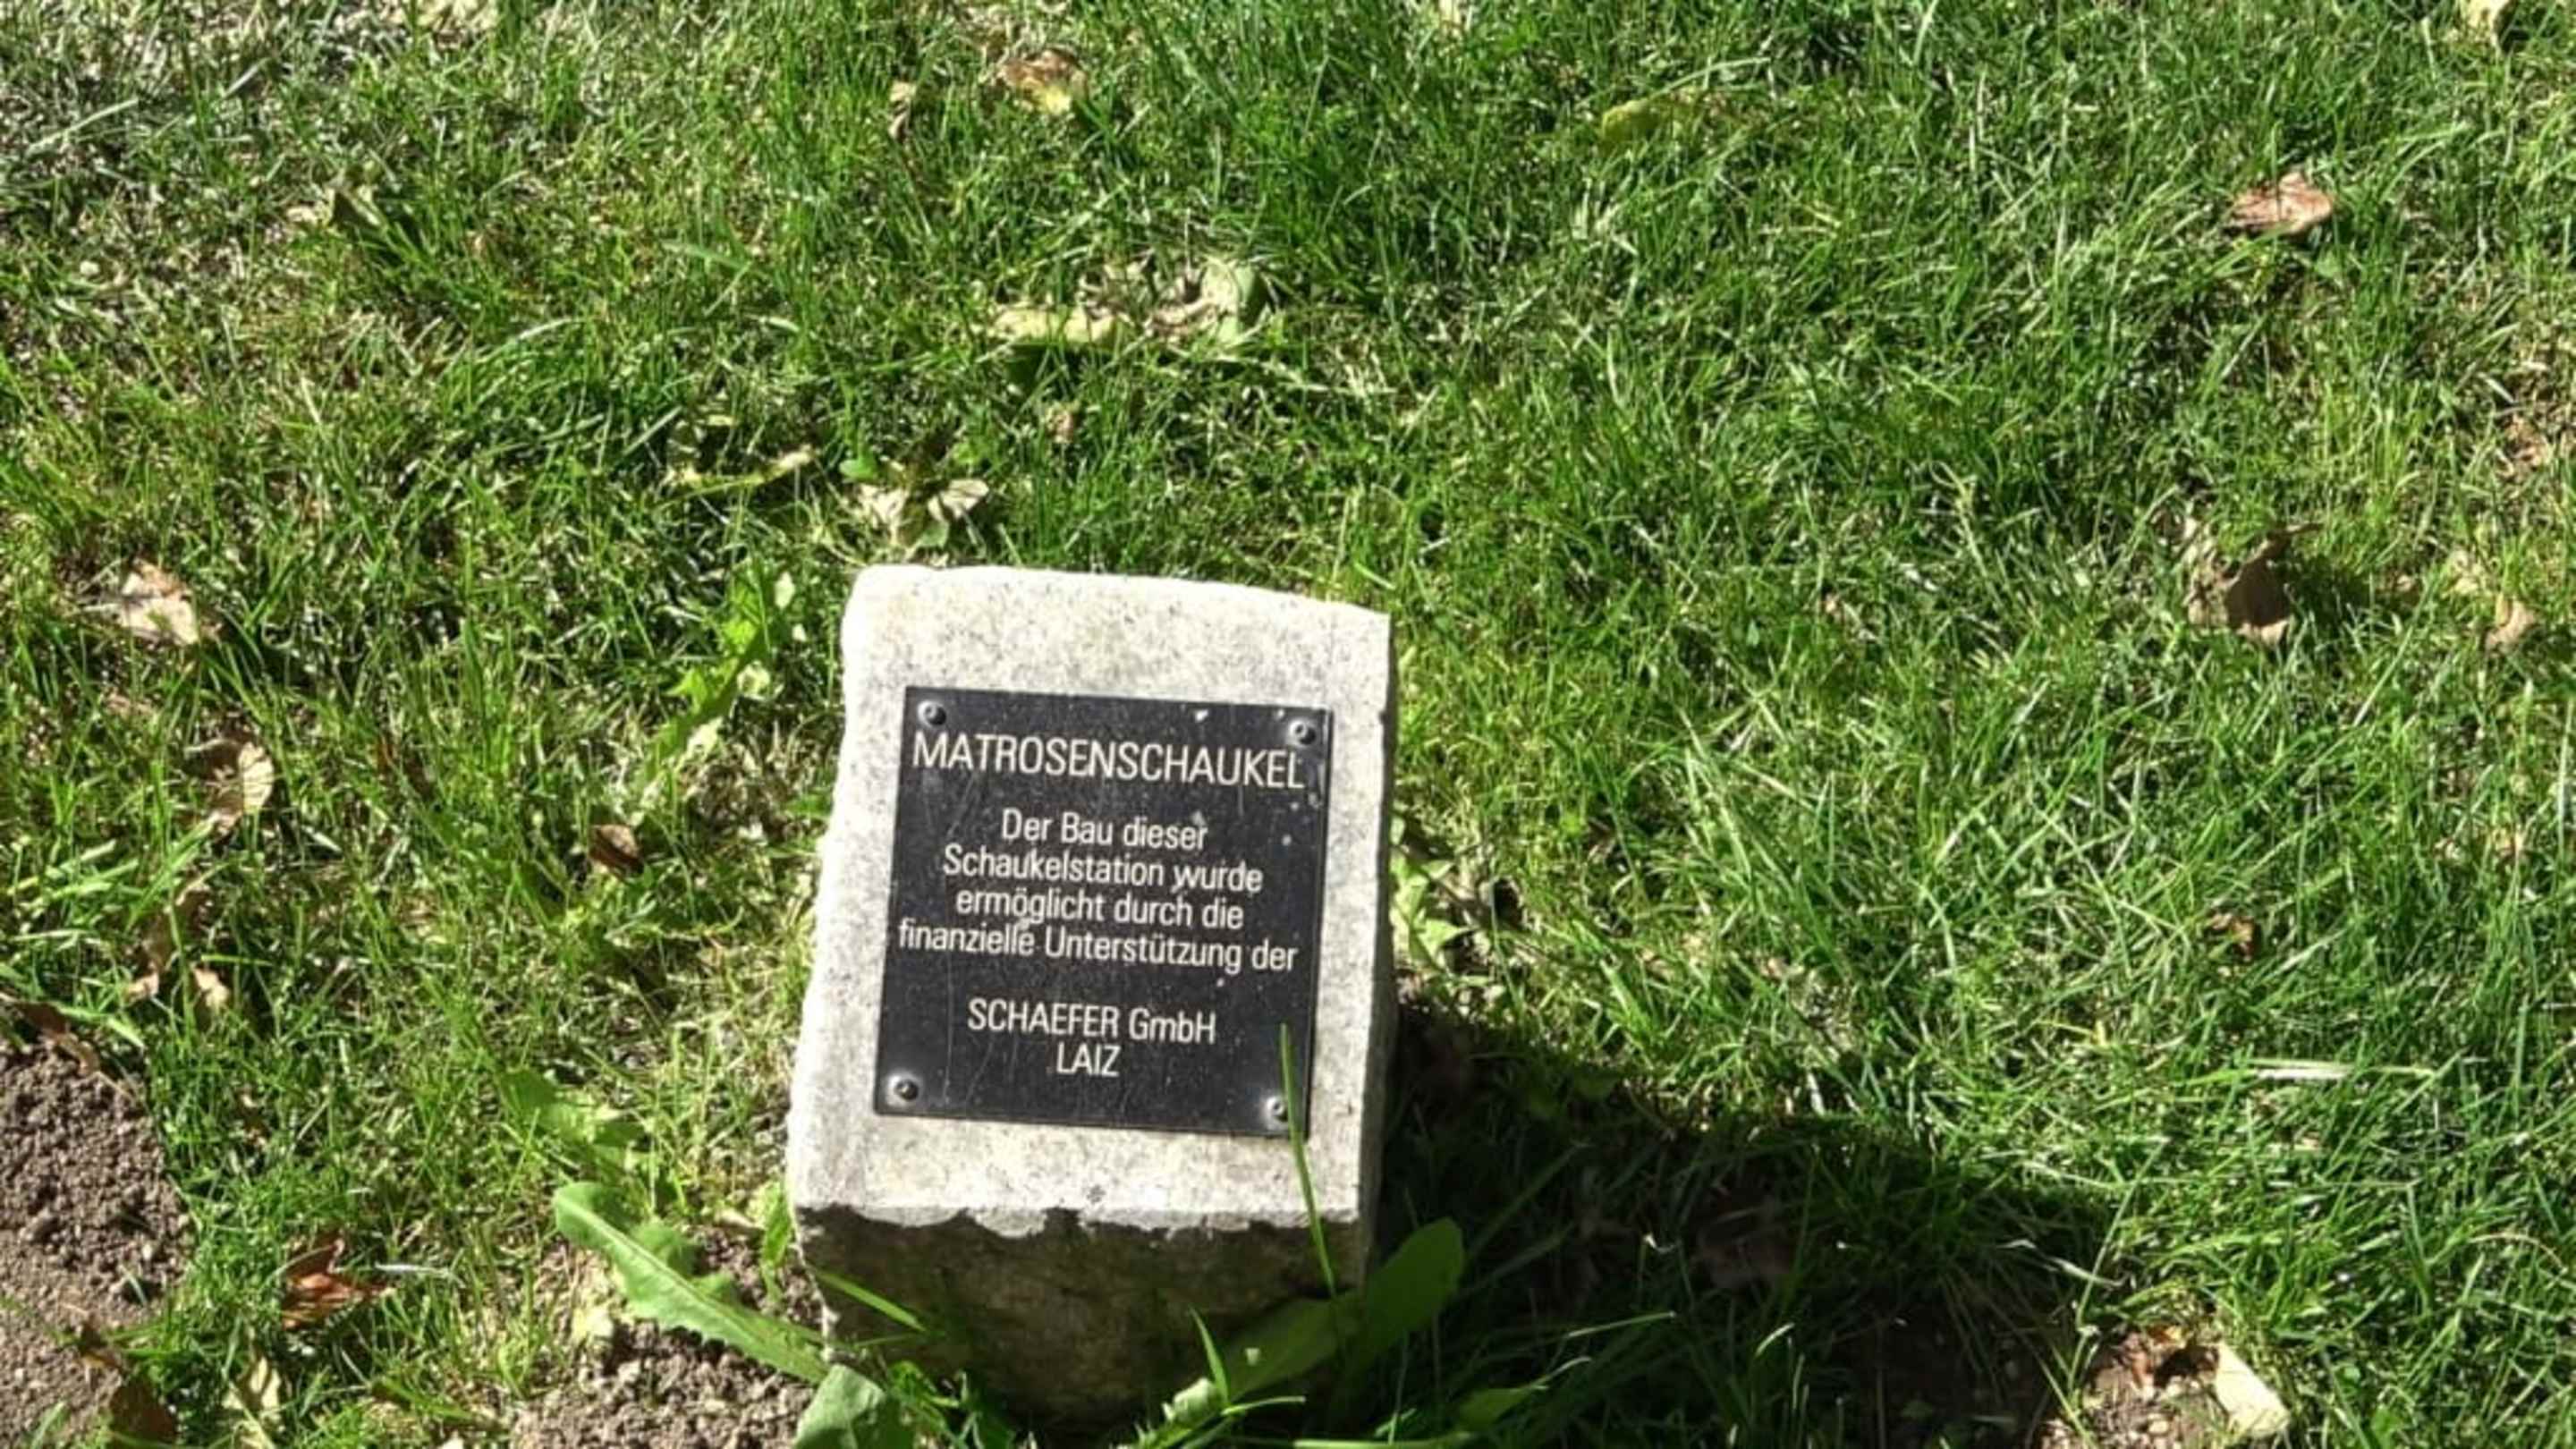 MATROSENSCHAUKEL
Der Bau dieser
Schaukelstation wurde
ermöglicht durch die
finanzielle Unterstützung der
SCHAEFER GmbH
LAIZ